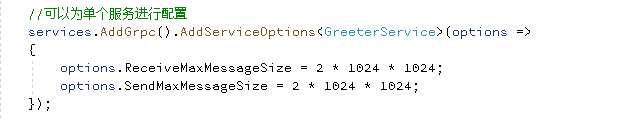 //可以为单个服务进行配置
services.AddGrpc().AddServiceOptions<GreeterService>(options =>
{
    options.ReceiveMaxMessageSize = 2 * 1024 * 1024;
    options.SendMaxMessageSize = 2 * 1024 * 1024;
});